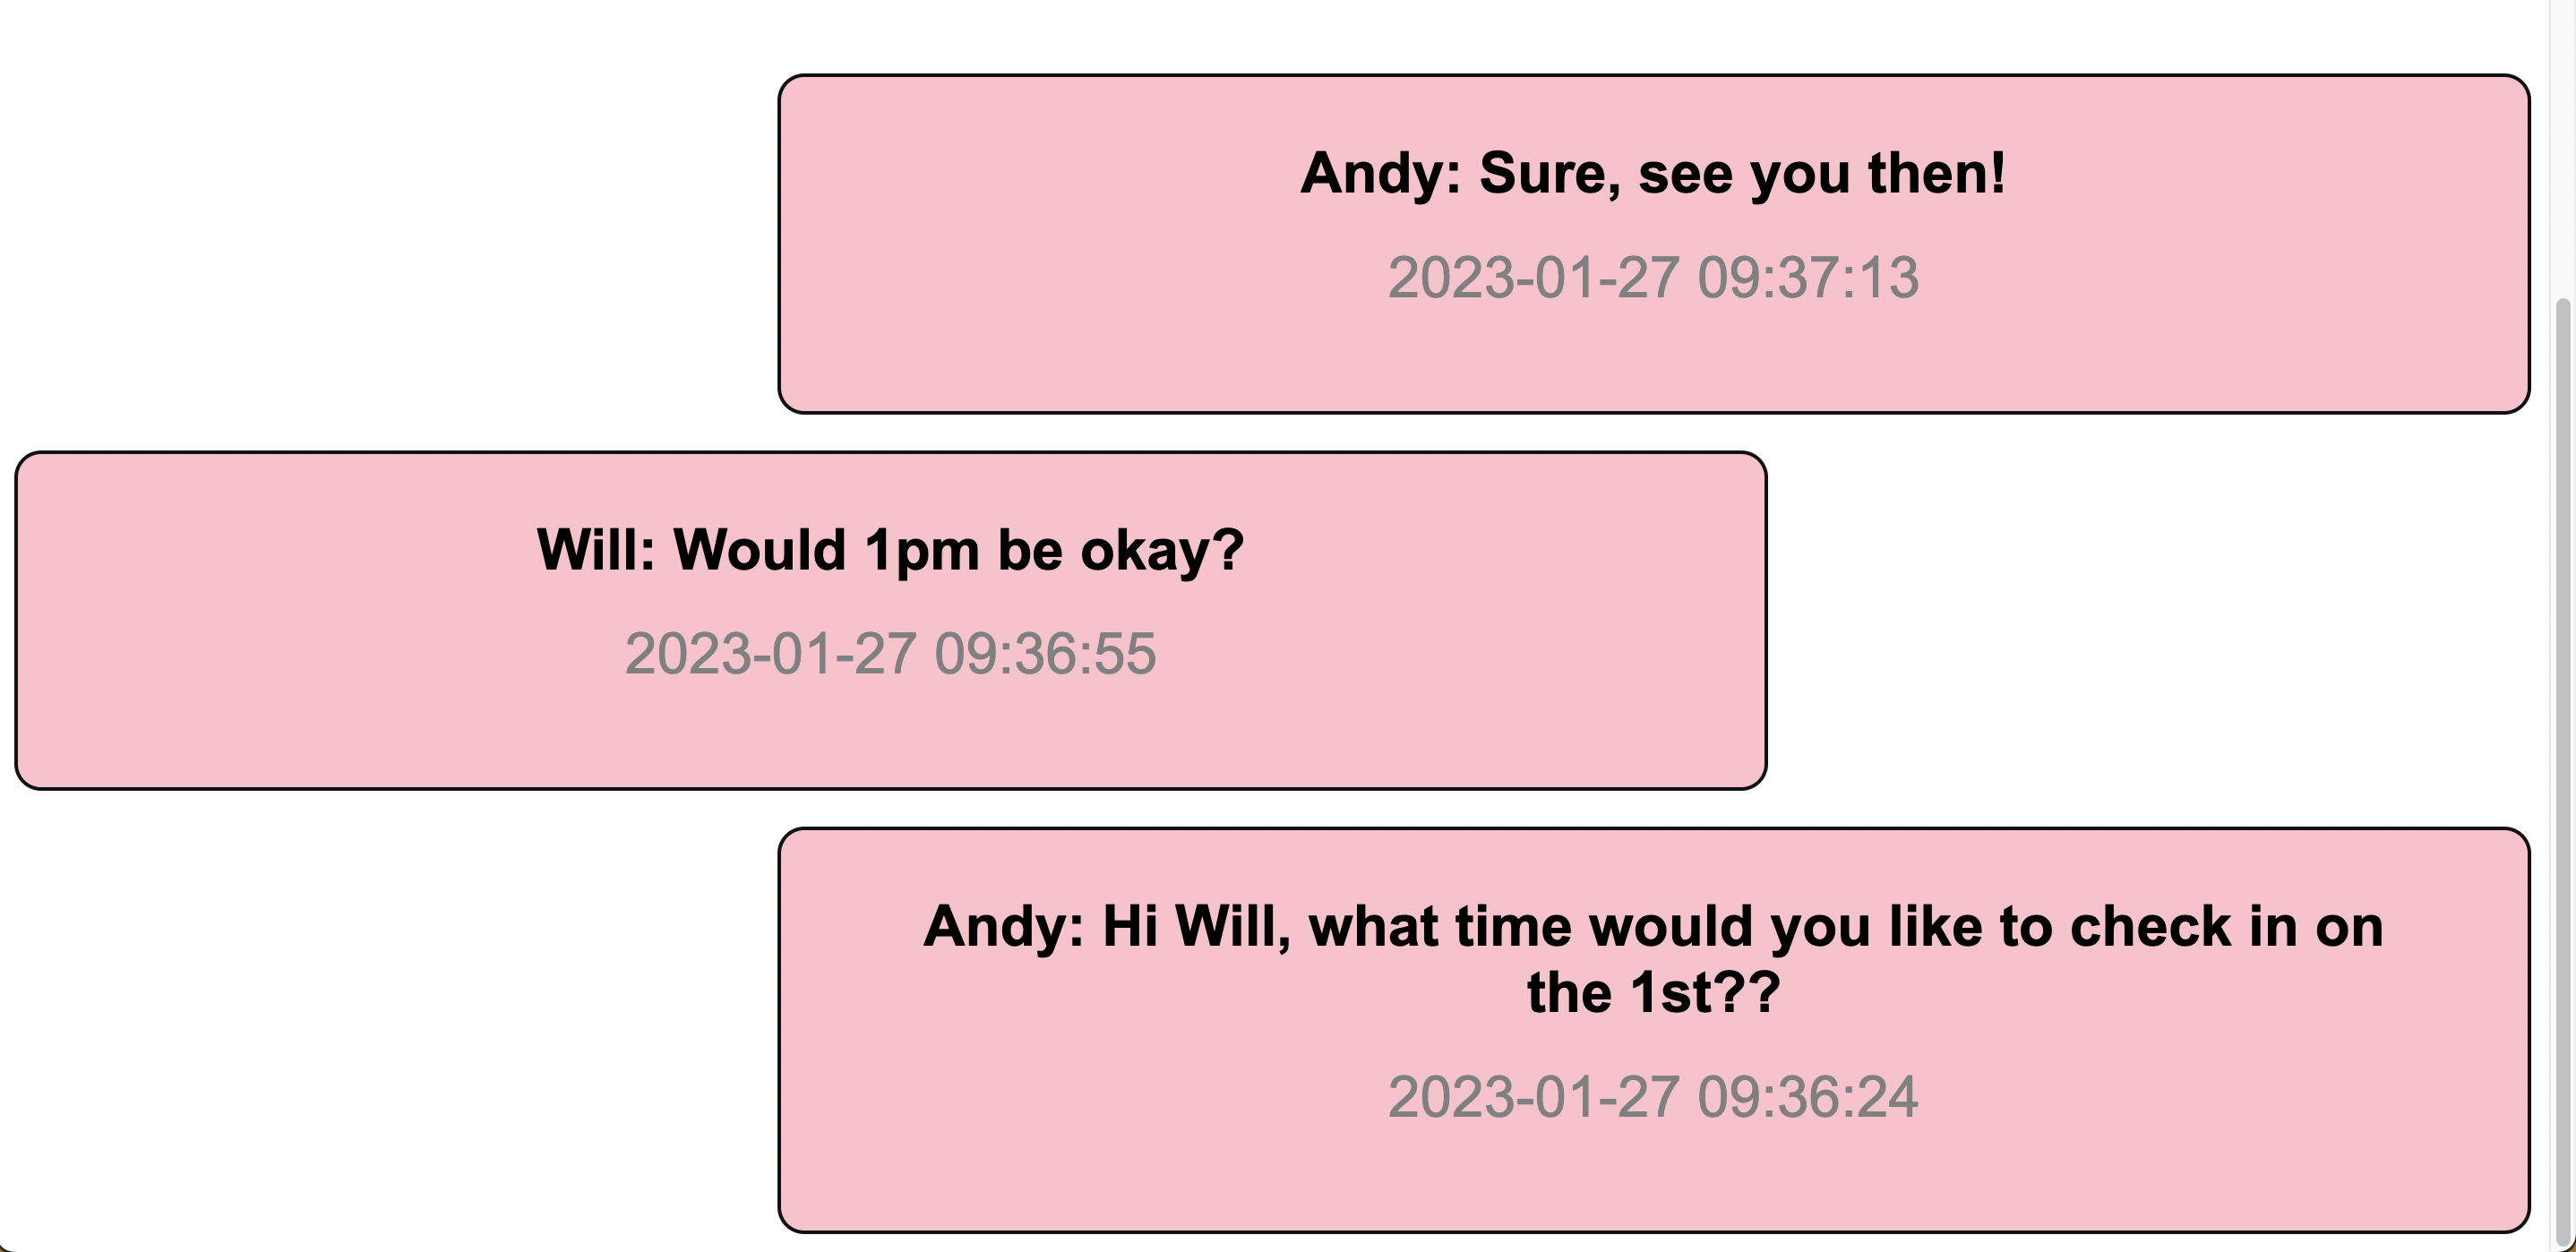 Andy: Sure, see you then!
2023-01-27 09:37:13
Will: Would 1pm be okay?
2023-01-27 09:36:55
Andy: Hi Will, what time would you like to check in on
the 1st??
2023-01-27 09:36:24